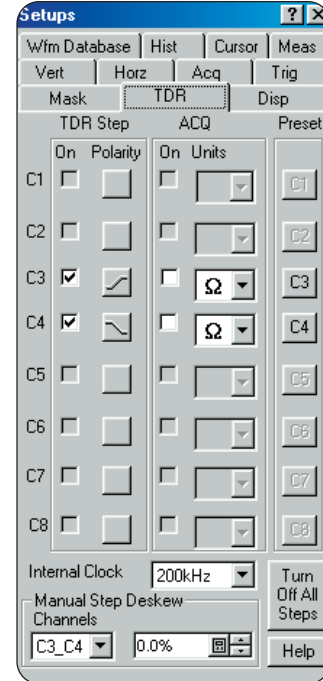 Setups
Wfm Database Hist Cursor Meas
Vert Horz Acq Trig
Mask TDR Disp
TDR Step ACQ Preset
On Polarity On Units
C1 C1
C2 C2
C3 Ω C3
C4 Ω C4
C5 C5
C6 C6
C7 C7
C8 C8
Internal Clock 200kHz
Turn Off All Steps
Manual Step Deskew
Channels
C3_C4 0.0%
Help